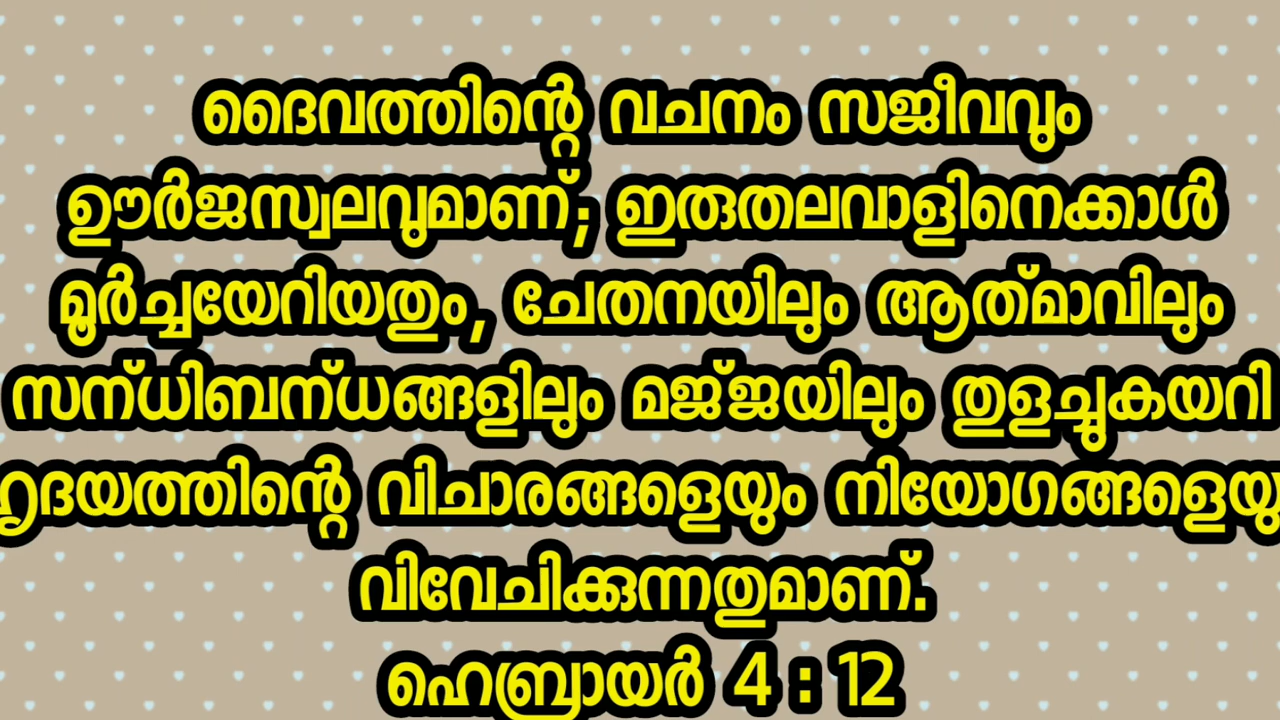 ദൈവത്തിന്റെ വചനം സജീവവും
ഊർജസ്വലവുമാണ്; ഇരുതലവാളിനെക്കാൾ
മൂർച്ചയേറിയതും, ചേതനയിലും ആത്‌മാവിലും
സന്ധിബന്ധങ്ങളിലും മജ്‌ജയിലും തുളച്ചുകയറി
ഹൃദയത്തിന്റെ വിചാരങ്ങളെയും നിയോഗങ്ങളെയു
വിവേചിക്കുന്നതുമാണ്.
ഹെബ്രായർ 4 : 12